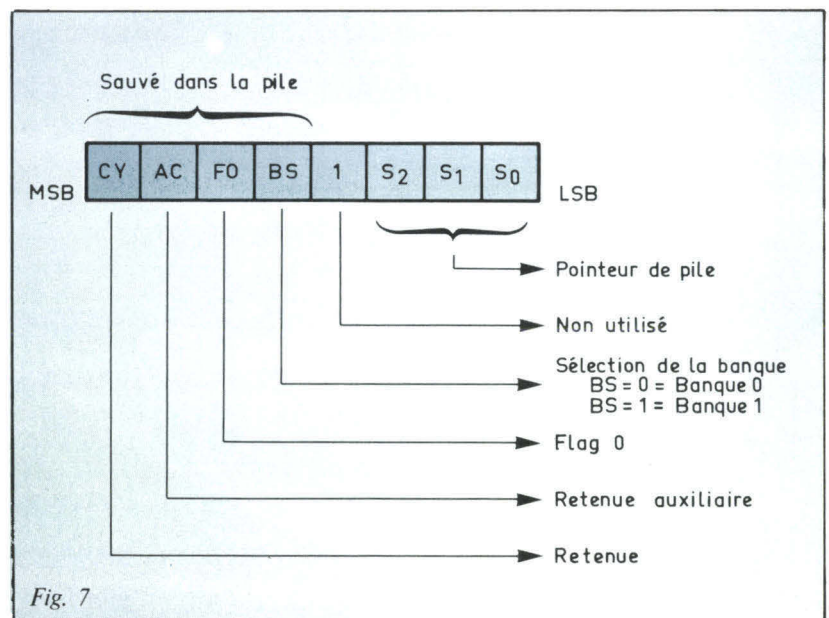 Sauvé dans la pile
MSB CY AC F0 BS 1 S2 S1 S0 LSB
Pointeur de pile
Non utilisé
Sélection de la banque
BS = 0 = Banque 0
BS = 1 = Banque 1
Flag 0
Retenue auxiliaire
Retenue
Fig. 7